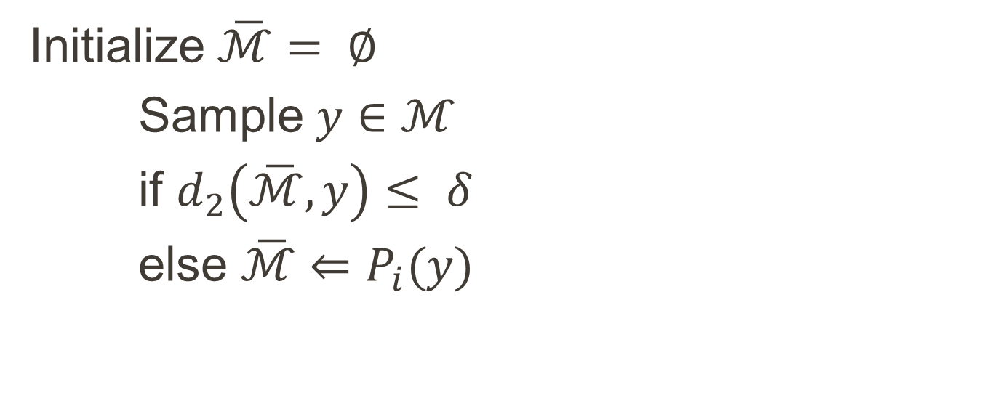 Initialize ℳ̅ = ∅
Sample 𝑦 ∈ ℳ
if 𝑑₂(ℳ̅, 𝑦) ≤ 𝛿
else ℳ̅ ⇐ 𝑃ᵢ(𝑦)